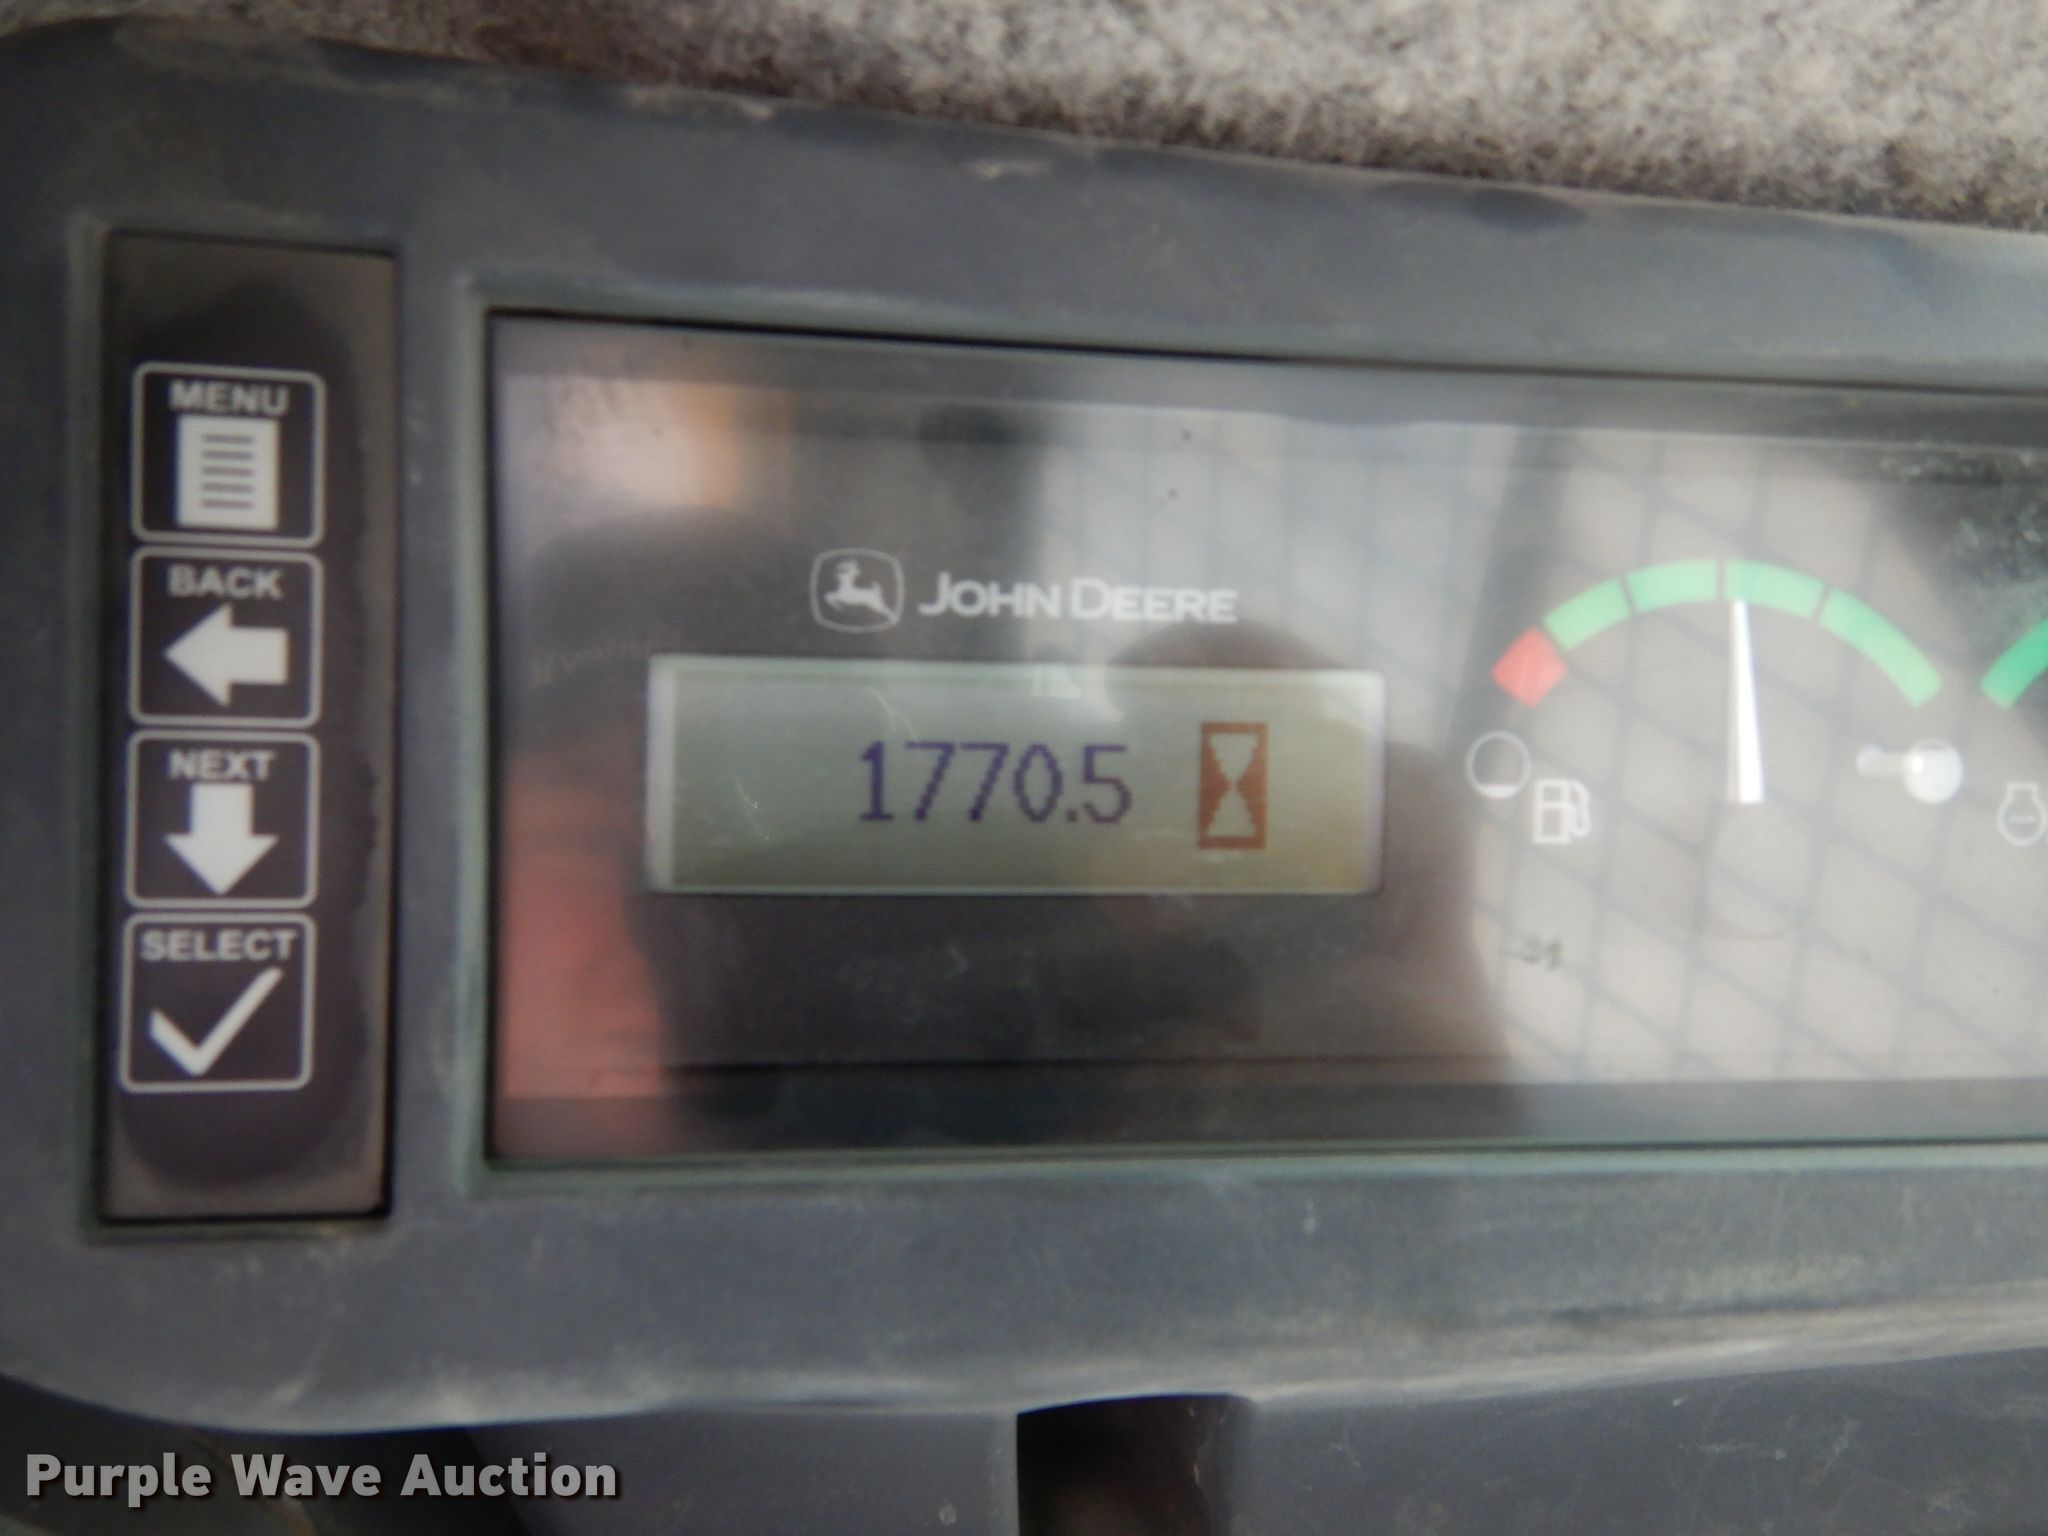 MENU
BACK
NEXT
SELECT
JOHN DEERE
1770.5
Purple Wave Auction